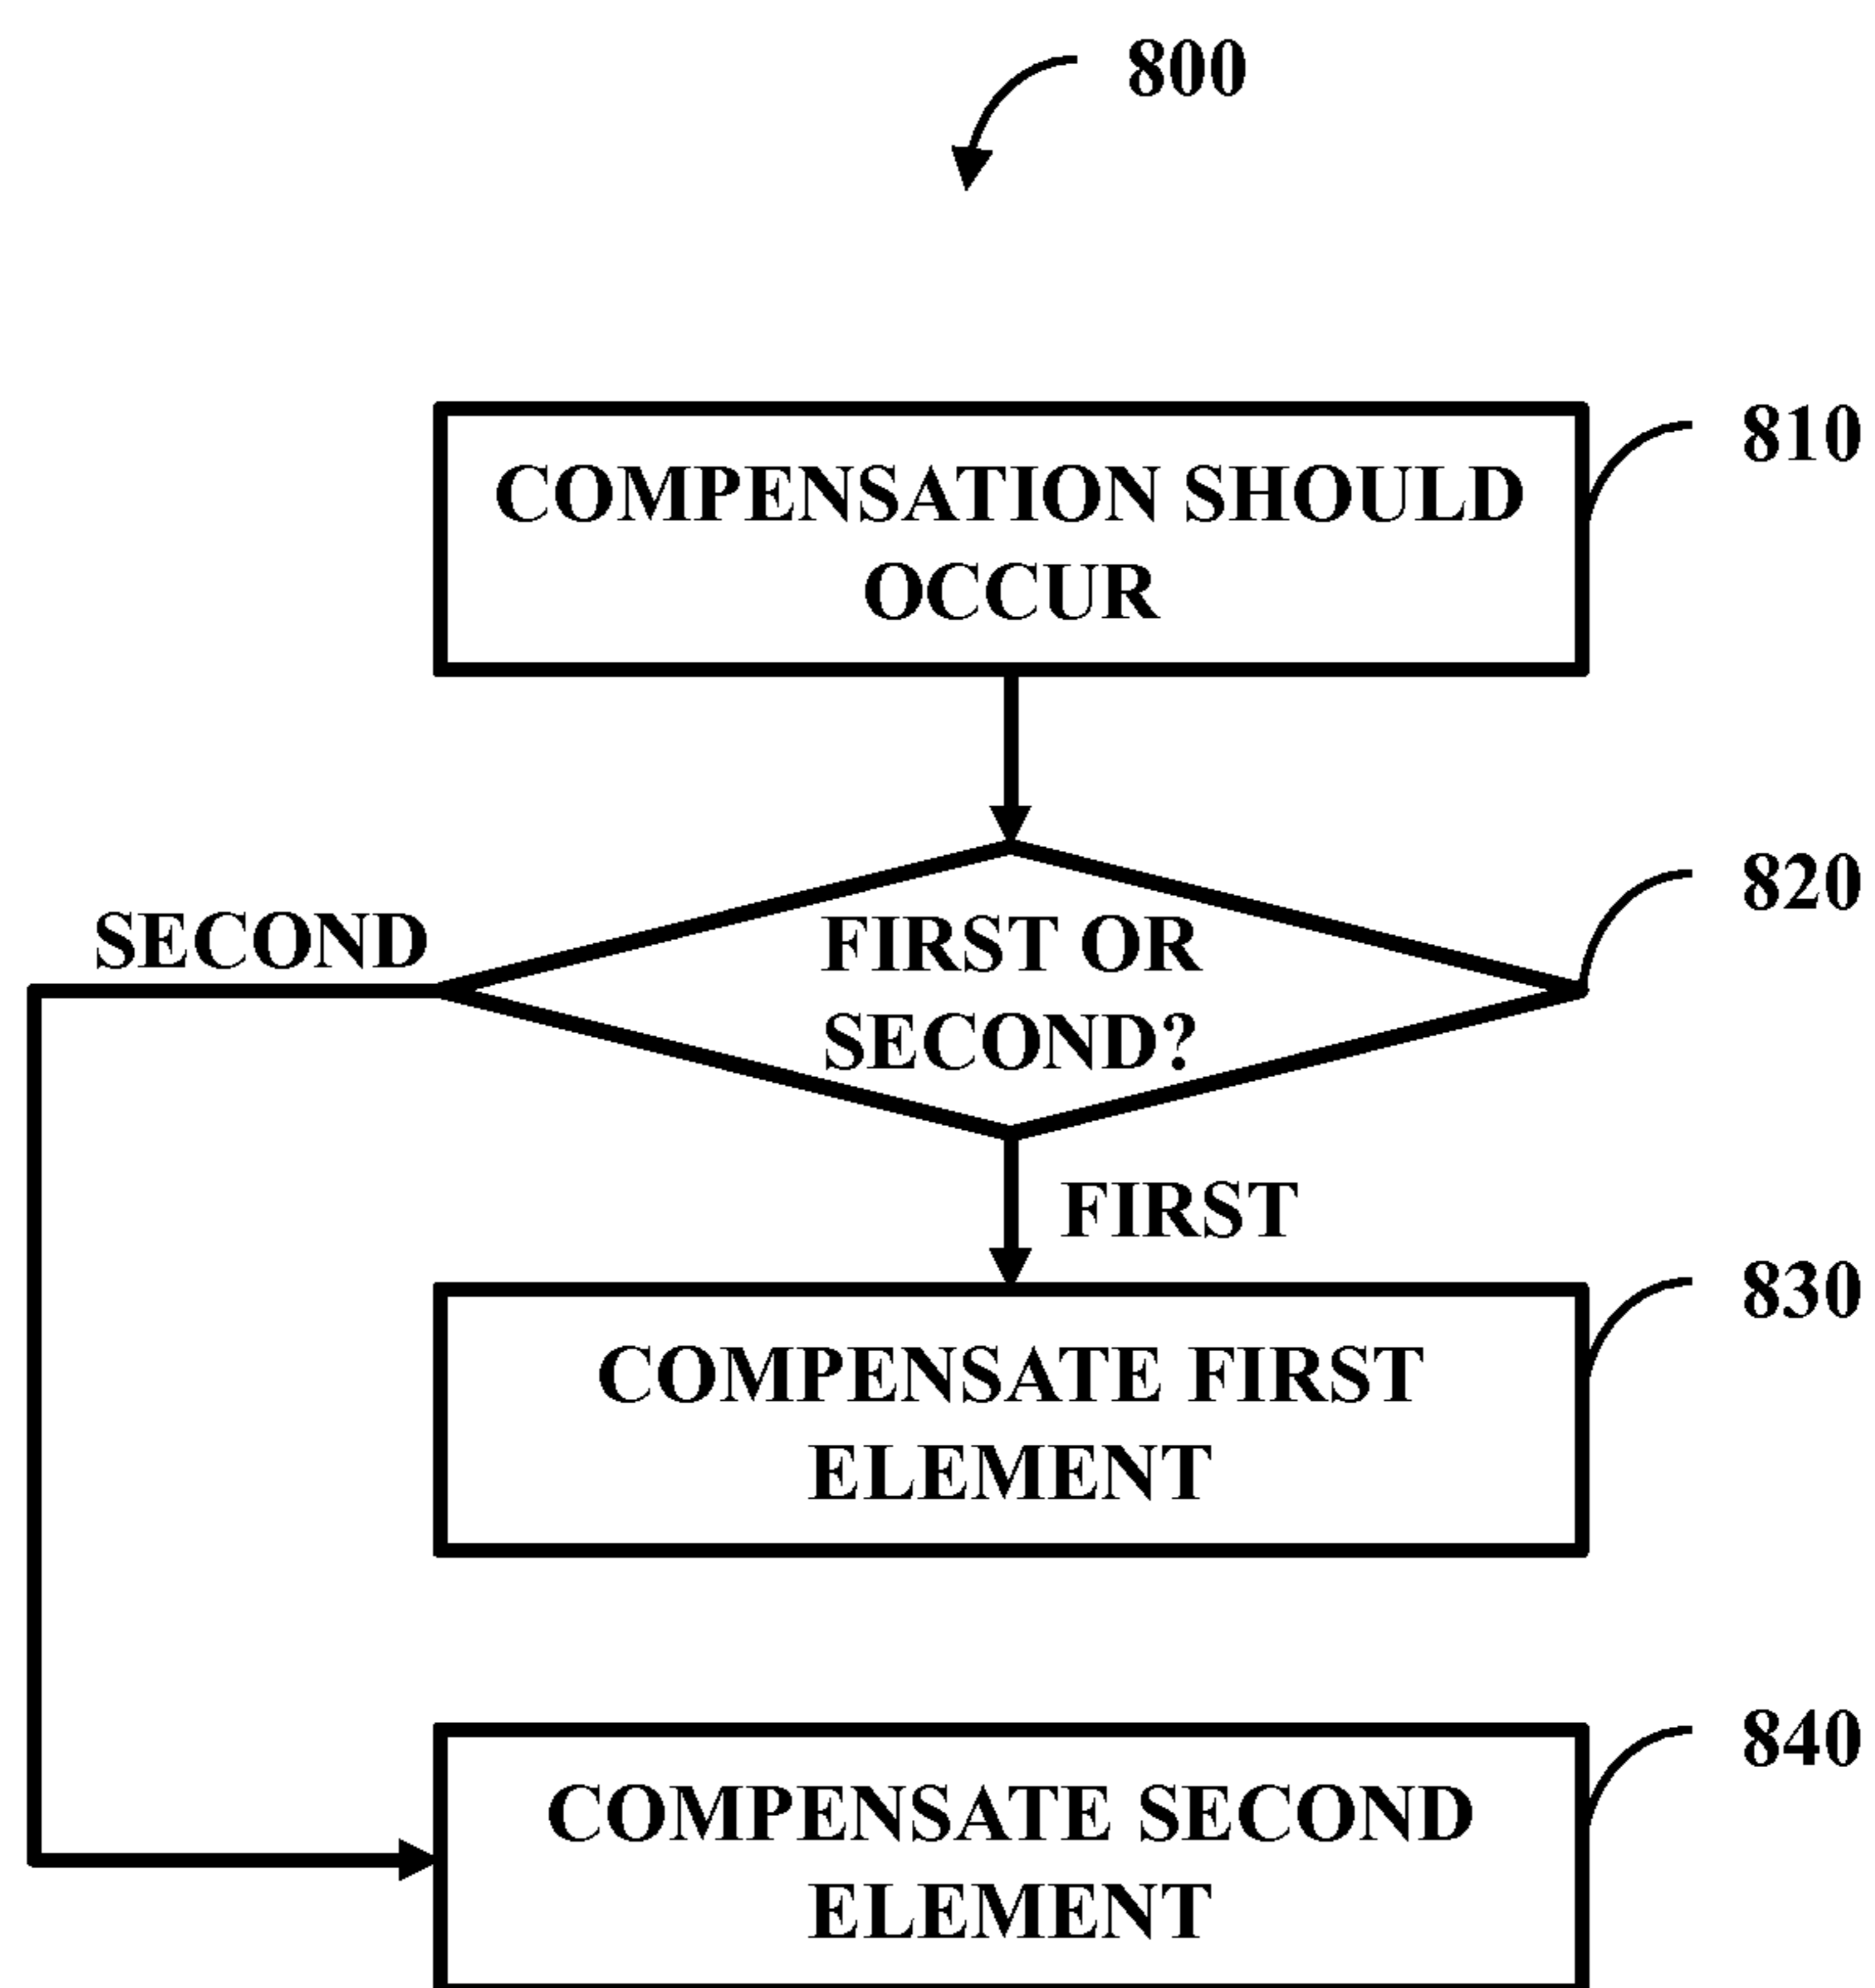 800
COMPENSATION SHOULD
OCCUR
810
SECOND
FIRST OR
SECOND?
820
FIRST
COMPENSATE FIRST
ELEMENT
830
COMPENSATE SECOND
ELEMENT
840